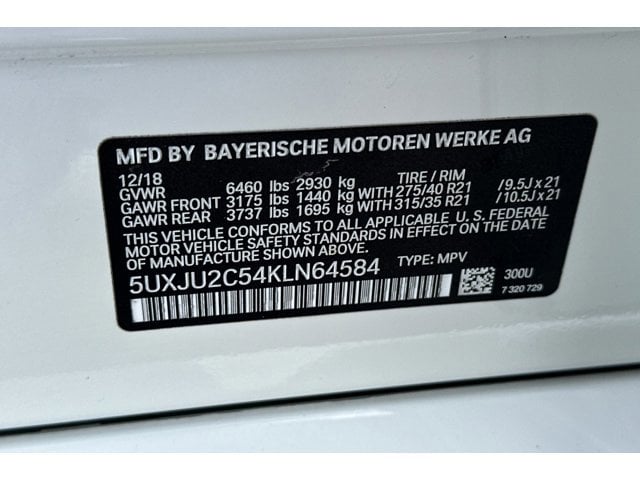 MFD BY BAYERISCHE MOTOREN WERKE AG
12/18 TIRE / RIM
GVWR 6460 lbs 2930 kg
GAWR FRONT 3175 lbs 1440 kg WITH 275/40 R21 /9.5J x 21
GAWR REAR 3737 lbs 1695 kg WITH 315/35 R21 /10.5J x 21
THIS VEHICLE CONFORMS TO ALL APPLICABLE U.S. FEDERAL
MOTOR VEHICLE SAFETY STANDARDS IN EFFECT ON THE DATE
OF MANUFACTURE SHOWN ABOVE.
5UXJU2C54KLN64584 TYPE: MPV
300U
7 320 729